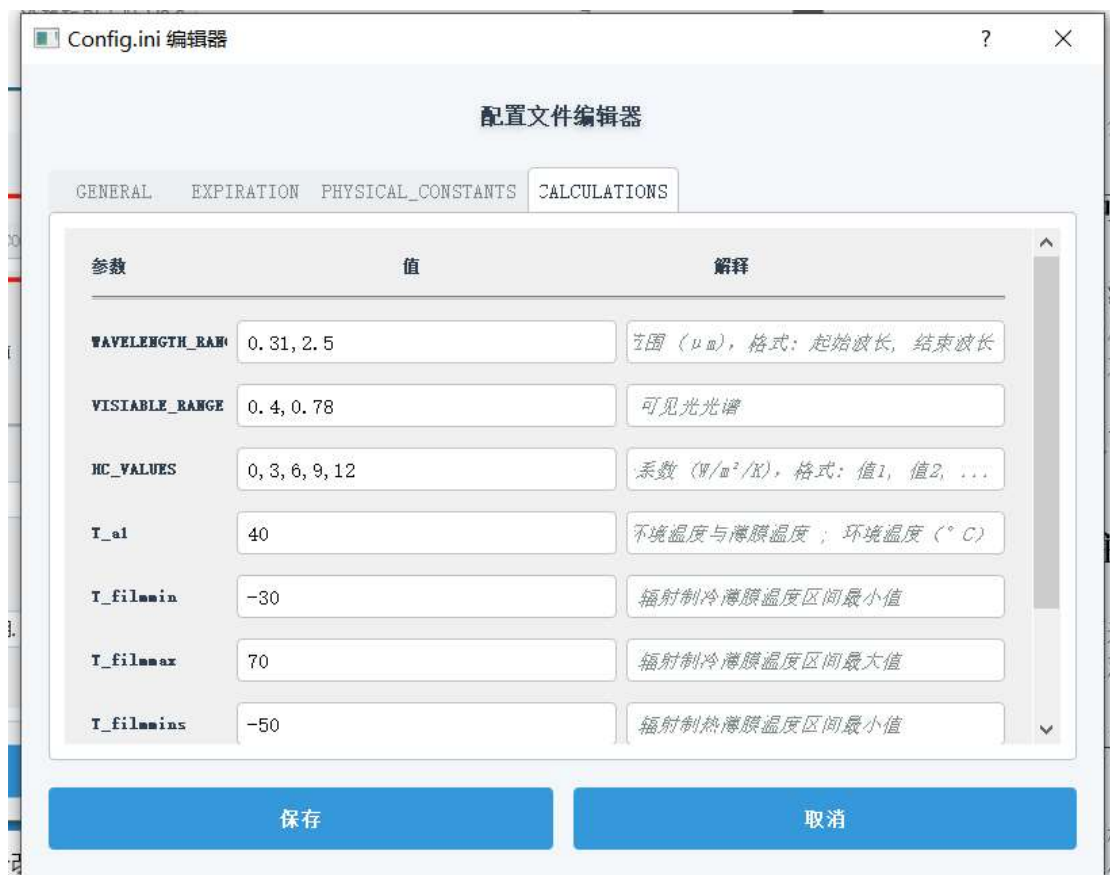 Config.ini 编辑器 ?
配置文件编辑器
GENERAL EXPIRATION PHYSICAL_CONSTANTS CALCULATIONS
参数 值 解释
WAVELENGTH_RAN 0.31,2.5 范围 (μm), 格式: 起始波长, 结束波长
VISIABLE_RANGE 0.4,0.78 可见光光谱
HC_VALUES 0,3,6,9,12 系数 (W/m²/K), 格式: 值1, 值2, ...
T_a1 40 环境温度与薄膜温度 ; 环境温度 (°C)
T_filmmin -30 辐射制冷薄膜温度区间最小值
T_filmmax 70 辐射制冷薄膜温度区间最大值
T_filmmins -50 辐射制热薄膜温度区间最小值
保存 取消